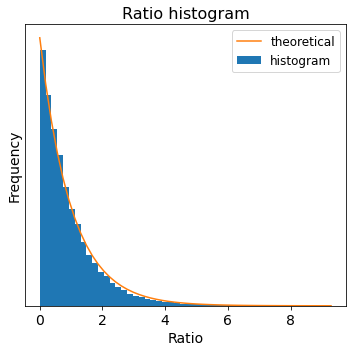 Ratio histogram
theoretical
histogram
Frequency
0 2 4 6 8
Ratio